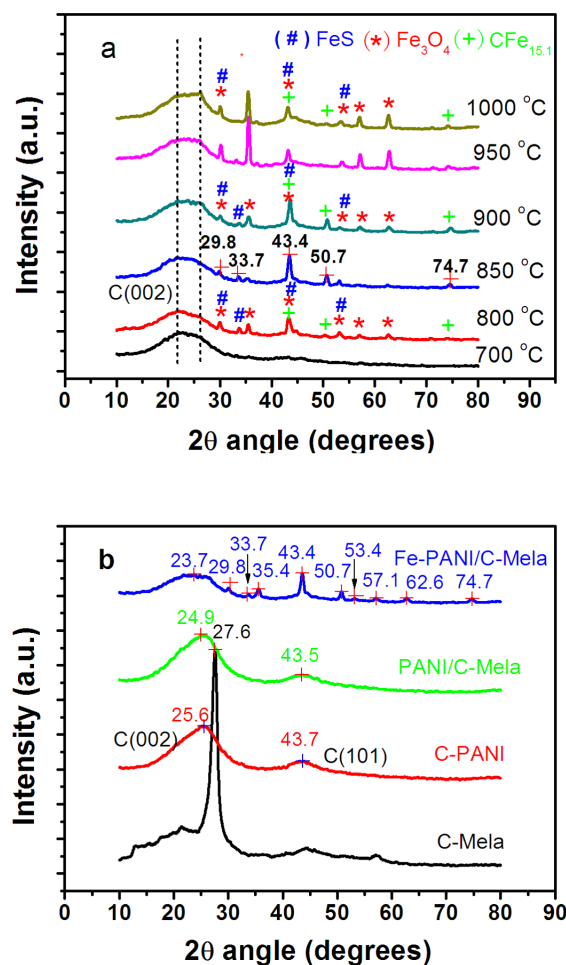 a
(#) FeS (*) Fe3O4 (+) CFe15.1
Intensity (a.u.)
# # #
* * + * * *
+ +
1000 °C
950 °C
# # #
* # * + * * * *
+ +
900 °C
29.8 33.7 43.4 50.7 74.7
850 °C
C(002)
# # # #
* * * + * * *
+ +
800 °C
700 °C
0 10 20 30 40 50 60 70 80 90
2θ angle (degrees)
b
Intensity (a.u.)
23.7 29.8 33.7 35.4 43.4 50.7 53.4 57.1 62.6 74.7
Fe-PANI/C-Mela
24.9 27.6 43.5
PANI/C-Mela
C(002) 25.6 43.7 C(101)
C-PANI
C-Mela
0 10 20 30 40 50 60 70 80 90
2θ angle (degrees)